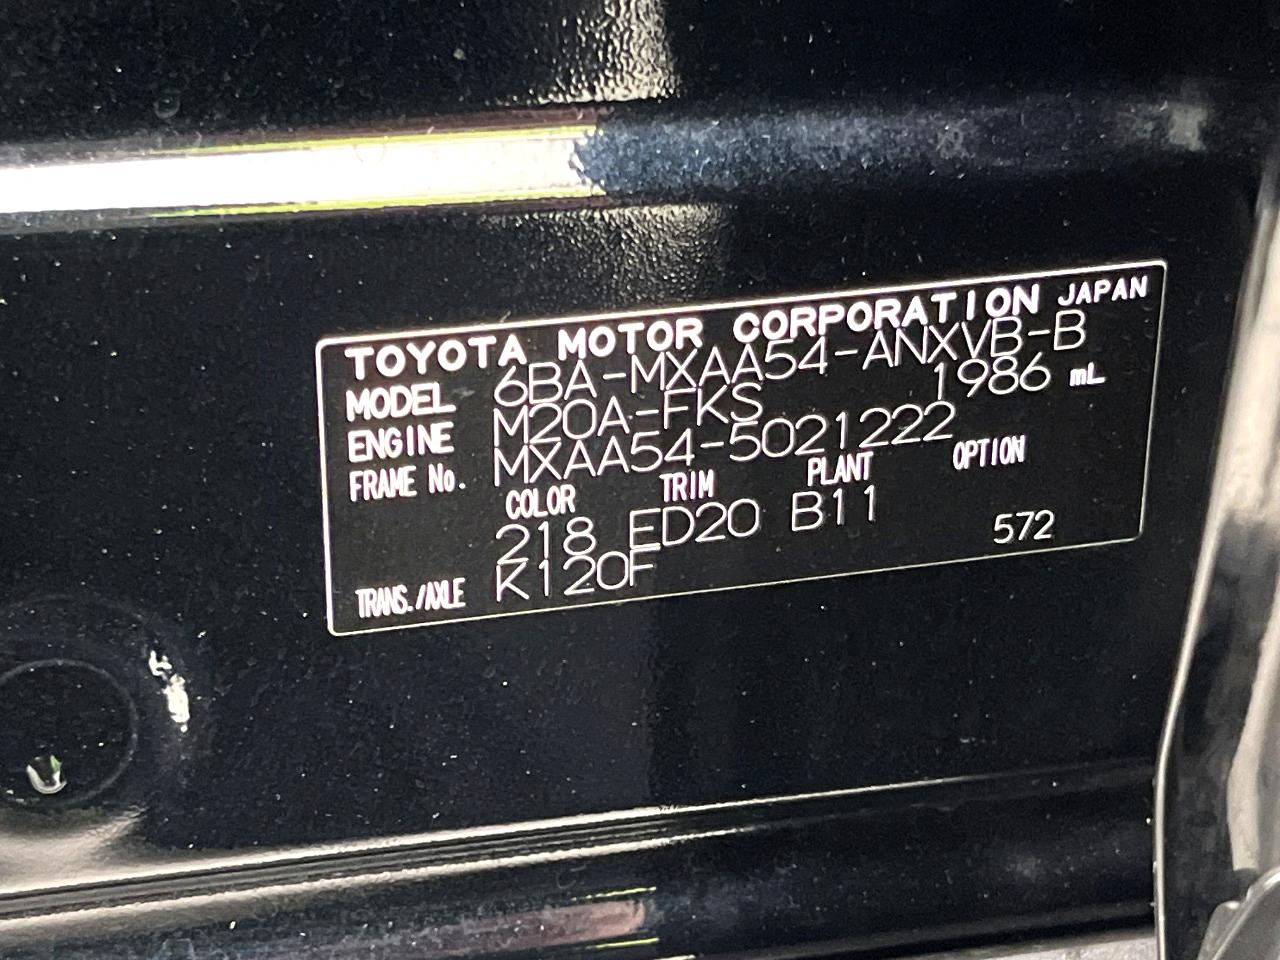 TOYOTA MOTOR CORPORATION JAPAN
MODEL 6BA-MXAA54-ANXVB-B
ENGINE M20A-FKS 1986 mL
FRAME No. MXAA54-5021222
COLOR TRIM PLANT OPTION
218 ED20 B11 572
TRANS./AXLE K120F